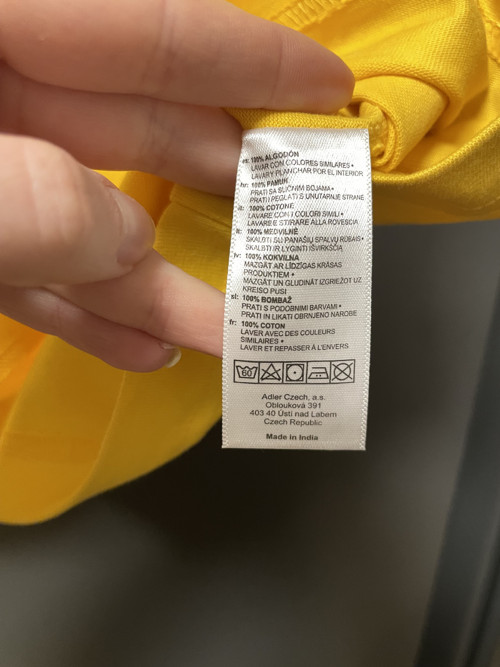 es: 100% ALGODÓN
LAVAR CON COLORES SIMILARES •
LAVAR Y PLANCHAR POR EL INTERIOR
hr: 100% PAMUK
PRATI SA SLIČNIM BOJAMA •
PRATI I PEGLATI S UNUTARNJE STRANE
it: 100% COTONE
LAVARE CON I COLORI SIMILI •
LAVARE E STIRARE ALLA ROVESCIA
lt: 100% MEDVILNĖ
SKALBTI SU PANAŠIŲ SPALVŲ RŪBAIS •
SKALBTI IR LYGINTI IŠVIRKŠČIĄ
lv: 100% KOKVILNA
MAZGĀT AR LĪDZĪGAS KRĀSAS
PRODUKTIEM •
MAZGĀT UN GLUDINĀT IZGRIEŽOT UZ
KREISO PUSI
sl: 100% BOMBAŽ
PRATI S PODOBNIMI BARVAMI •
PRATI IN LIKATI OBRNJENO NAROBE
fr: 100% COTON
LAVER AVEC DES COULEURS
SIMILAIRES •
LAVER ET REPASSER À L'ENVERS
60
Adler Czech, a.s.
Oblouková 391
403 40 Ústí nad Labem
Czech Republic
Made in India